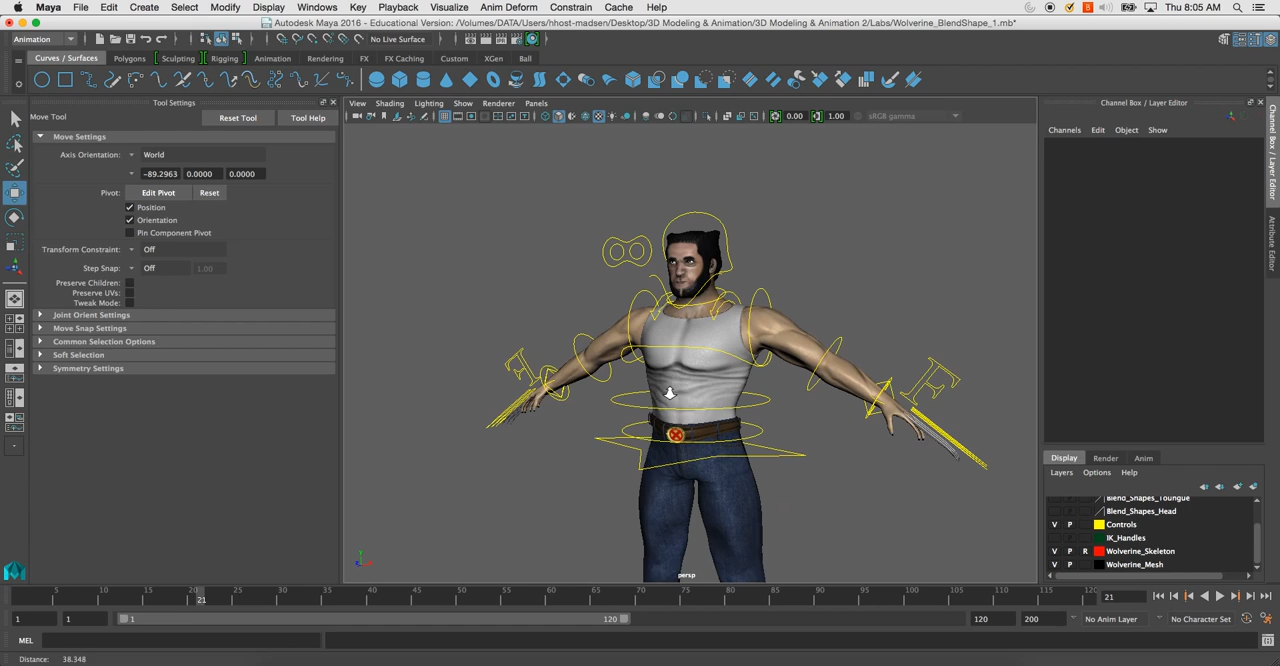 Maya File Edit Create Select Modify Display Windows Key Playback Visualize Anim Deform Constrain Cache Help Thu 8:05 AM
Autodesk Maya 2016 - Educational Version: /Volumes/DATA/Users/hhost-madsen/Desktop/3D Modeling & Animation/3D Modeling & Animation 2/Labs/Wolverine_BlendShape_1.mb*
Animation No Live Surface
Curves / Surfaces Polygons Sculpting Rigging Animation Rendering FX FX Caching Custom XGen Ball
Tool Settings
Move Tool Reset Tool Tool Help
Move Settings
Axis Orientation: World
-89.2963 0.0000 0.0000
Pivot: Edit Pivot Reset
Position
Orientation
Pin Component Pivot
Transform Constraint: Off
Step Snap: Off 1.00
Preserve Children:
Preserve UVs:
Tweak Mode:
Joint Orient Settings
Move Snap Settings
Common Selection Options
Soft Selection
Symmetry Settings
View Shading Lighting Show Renderer Panels
0.00 1.00 sRGB gamma
F
F
persp
Channel Box / Layer Editor
Channels Edit Object Show
Channel Box / Layer Editor
Attribute Editor
Display Render Anim
Layers Options Help
Blend_Shapes_Toungue
Blend_Shapes_Head
V P Controls
IK_Handles
V P R Wolverine_Skeleton
V P Wolverine_Mesh
5 10 15 20 25 30 35 40 45 50 55 60 65 70 75 80 85 90 95 100 105 110 115 120
21 21
1 1 1 120 120 200 No Anim Layer No Character Set
MEL
Distance: 38.348